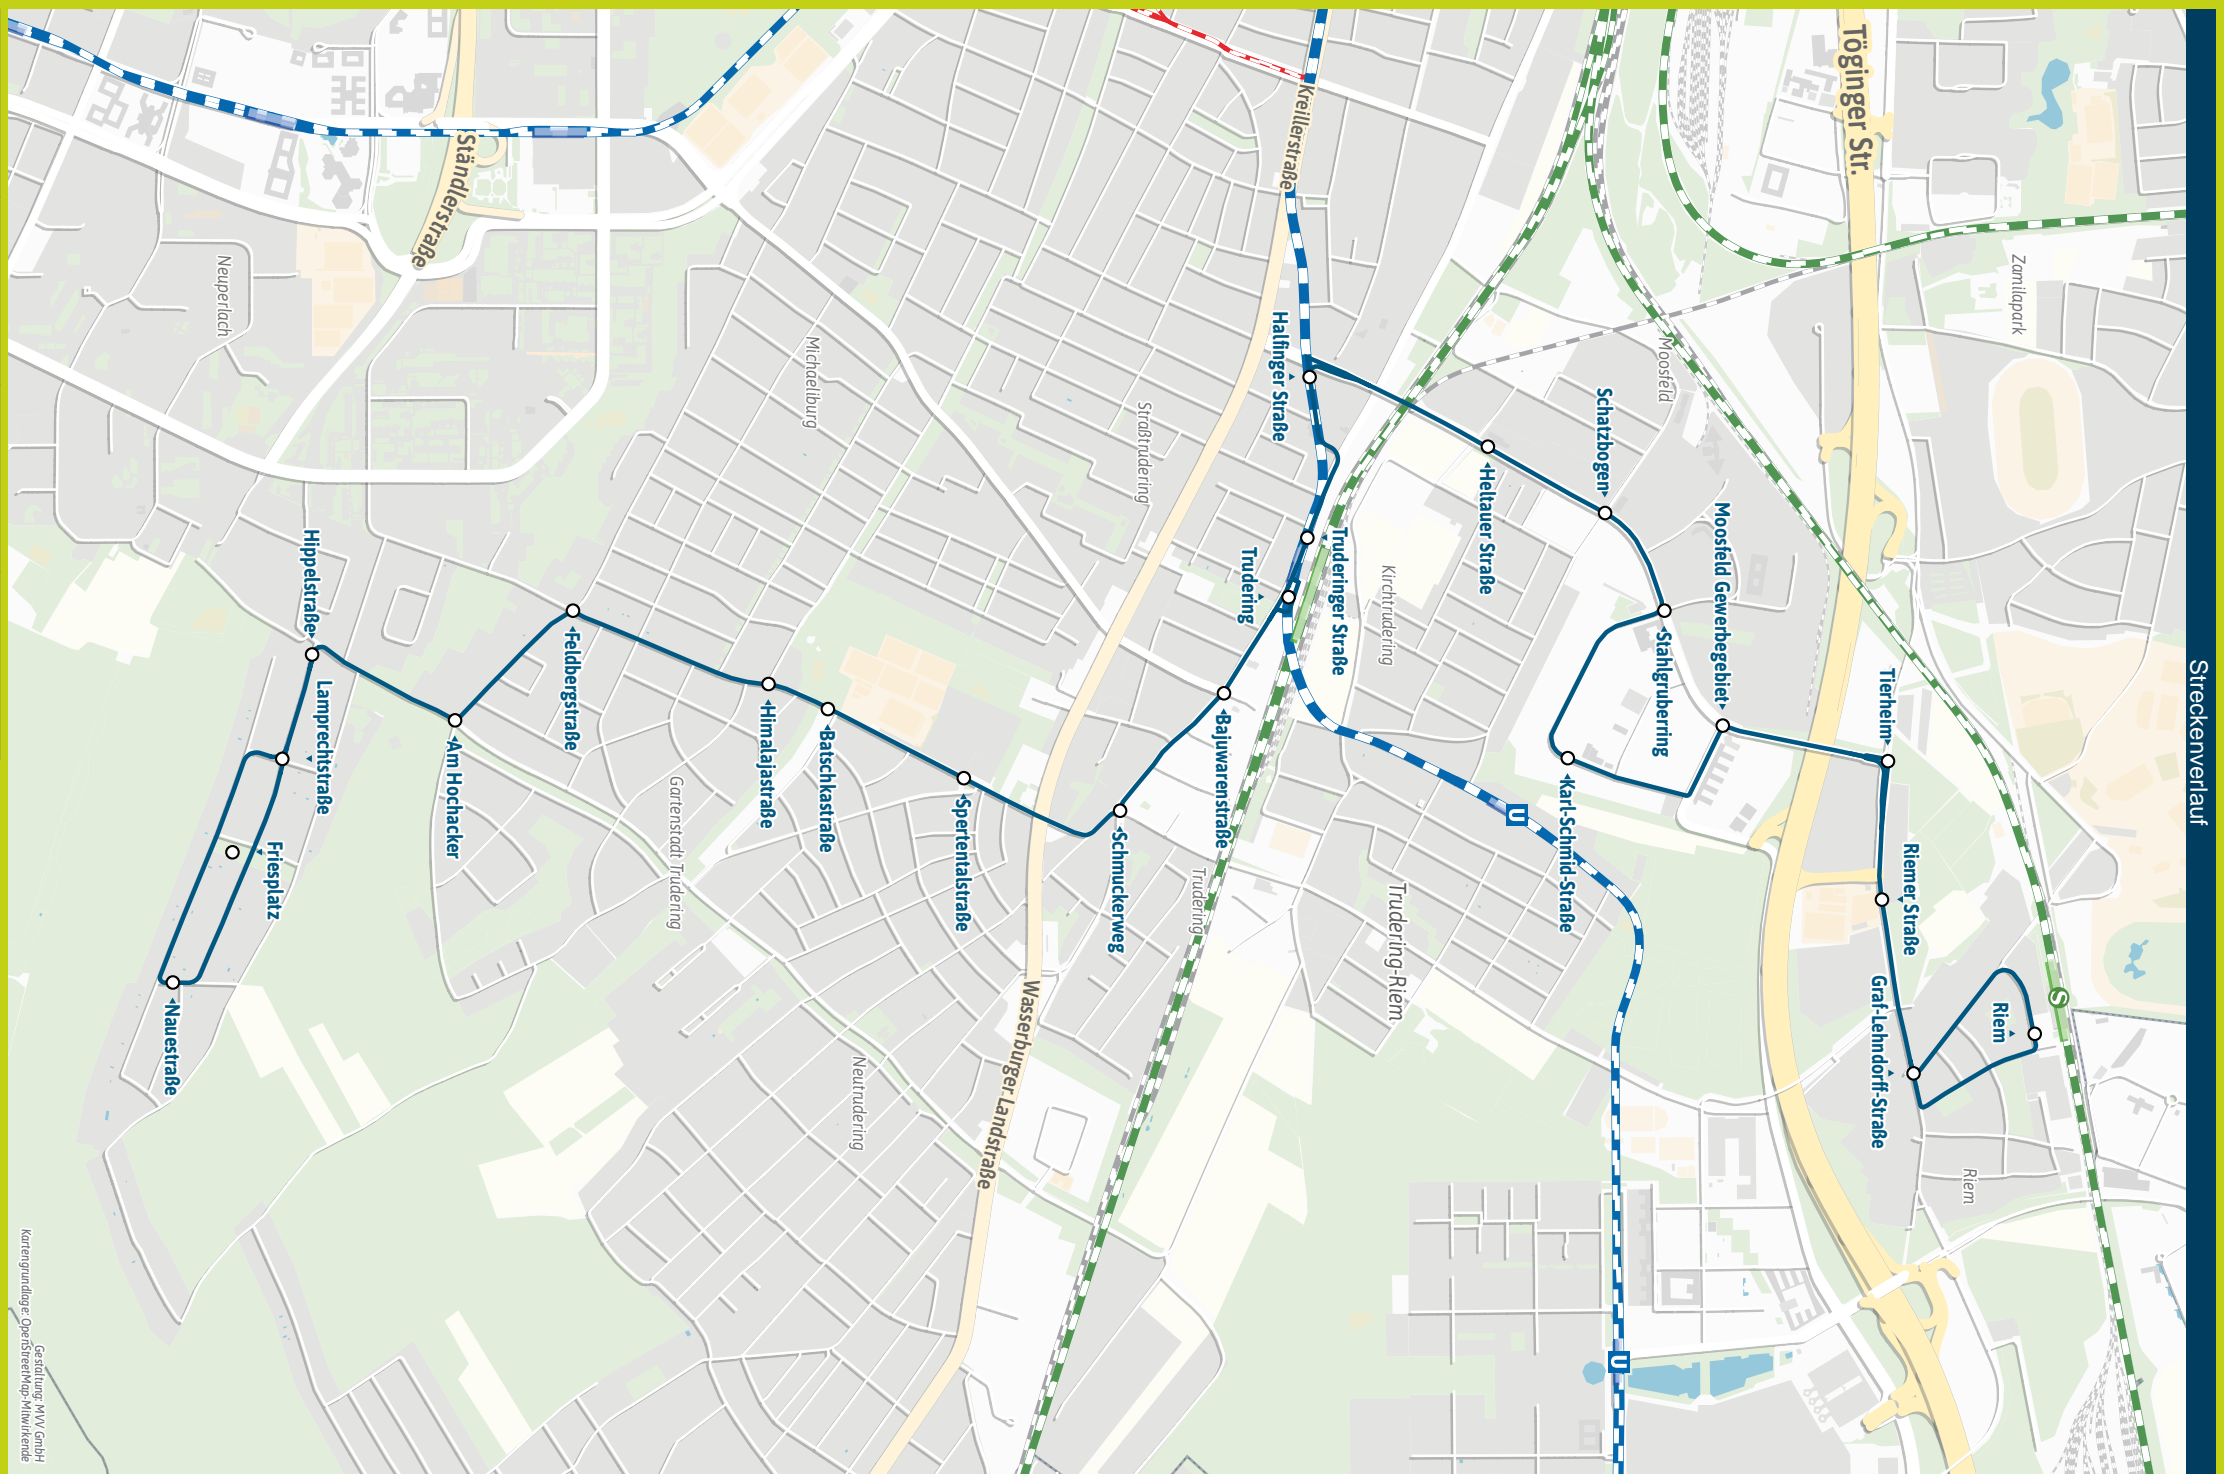 Streckenverlauf
Töginger Str.
Zamilapark
Kreillerstraße
Moosfeld
Schatzbogen
Ständlerstraße
Neuperlach
Michaeliburg
Straßtrudering
Halfinger Straße
Heltauer Straße
Moosfeld Gewerbegebiet
Tierheim
Truderinger Straße
Trudering
Kirchtrudering
Stahlgruberring
Hippelstraße
Lamprechtstraße
Feldbergstraße
Himalajastraße
Batschkastraße
Am Hochacker
Gartenstadt Trudering
Spertentalstraße
Bajuwarenstraße
Schmuckerweg
Trudering
U
Karl-Schmid-Straße
Trudering-Riem
Riemer Straße
Graf-Lehndorff-Straße
Riem
S
Friesplatz
Nauestraße
Wasserburger Landstraße
Neutrudering
Riem
U
Gestaltung: MVV GmbH
Kartengrundlage: OpenStreetMap-Mitwirkende